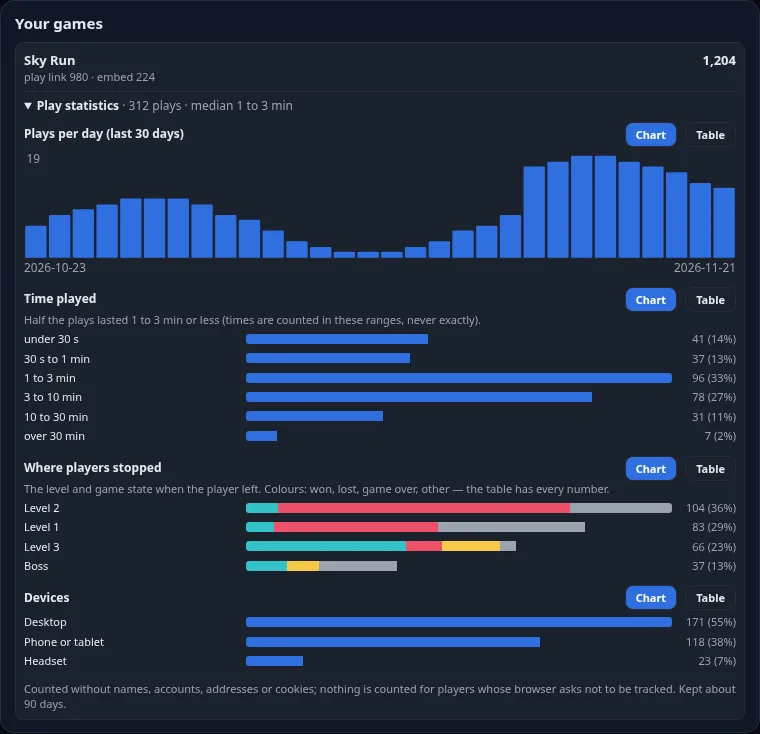 Your games
Sky Run
1,204
play link 980 · embed 224
▼ Play statistics · 312 plays · median 1 to 3 min
Plays per day (last 30 days)
Chart
Table
19
2026-10-23
2026-11-21
Time played
Chart
Table
Half the plays lasted 1 to 3 min or less (times are counted in these ranges, never exactly).
under 30 s
41 (14%)
30 s to 1 min
37 (13%)
1 to 3 min
96 (33%)
3 to 10 min
78 (27%)
10 to 30 min
31 (11%)
over 30 min
7 (2%)
Where players stopped
Chart
Table
The level and game state when the player left. Colours: won, lost, game over, other — the table has every number.
Level 2
104 (36%)
Level 1
83 (29%)
Level 3
66 (23%)
Boss
37 (13%)
Devices
Chart
Table
Desktop
171 (55%)
Phone or tablet
118 (38%)
Headset
23 (7%)
Counted without names, accounts, addresses or cookies; nothing is counted for players whose browser asks not to be tracked. Kept about
90 days.